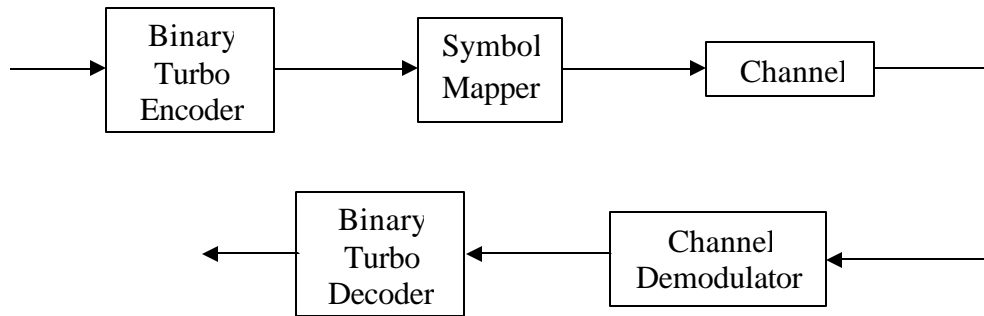 Binary
Turbo
Encoder
Symbol
Mapper
Channel
Binary
Turbo
Decoder
Channel
Demodulator